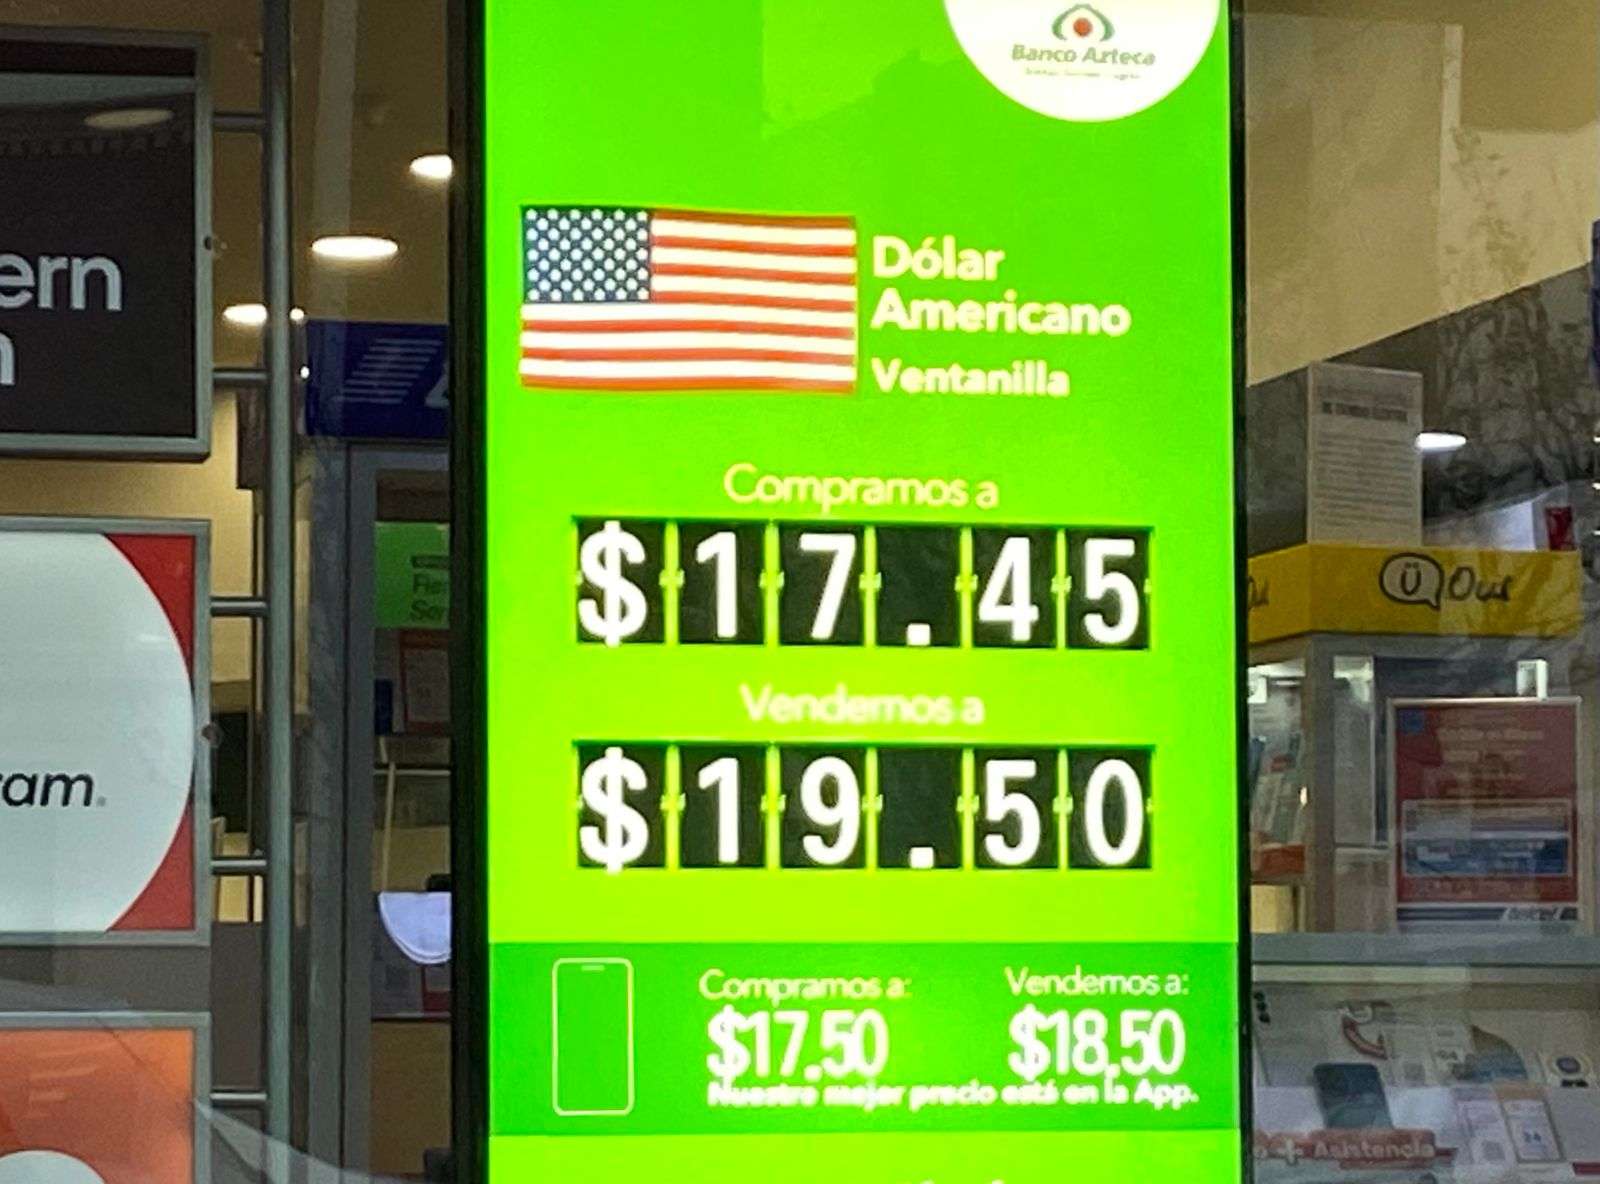 Banco Azteca
Dólar
Americano
Ventanilla
Compramos a
$17.45
Vendemos a
$19.50
Compramos a:
Vendemos a:
$17.50
$18.50
Nuestro mejor precio está en la App.
ern
ram.
Ü
Asistencia